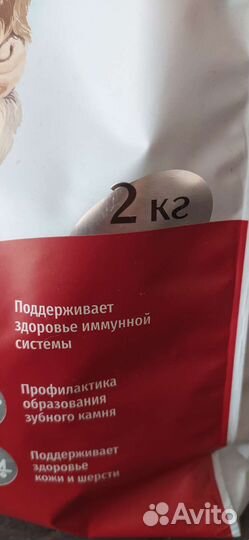 2 кг
Поддерживает
здоровье иммунной
системы
Профилактика
образования
зубного камня
Поддерживает
здоровье
кожи и шерсти
Avito